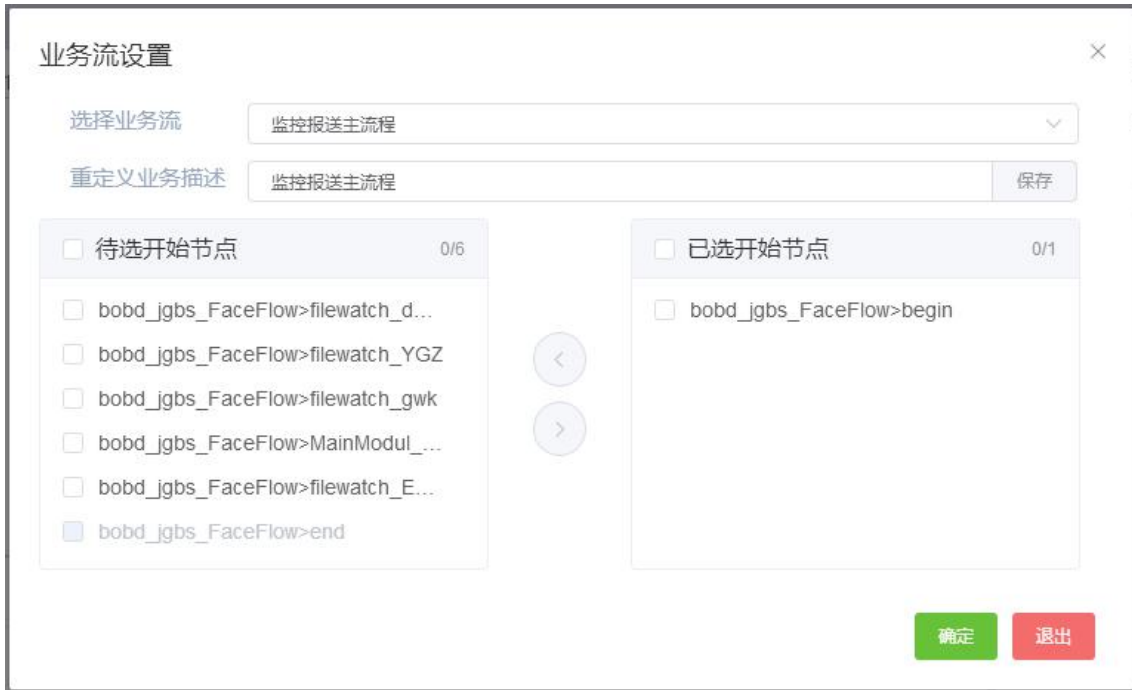 业务流设置
选择业务流 监控报送主流程
重定义业务描述 监控报送主流程 保存
待选开始节点 0/6
bobd_jgbs_FaceFlow>filewatch_d...
bobd_jgbs_FaceFlow>filewatch_YGZ
bobd_jgbs_FaceFlow>filewatch_gwk
bobd_jgbs_FaceFlow>MainModul_...
bobd_jgbs_FaceFlow>filewatch_E...
bobd_jgbs_FaceFlow>end
已选开始节点 0/1
bobd_jgbs_FaceFlow>begin
确定 退出